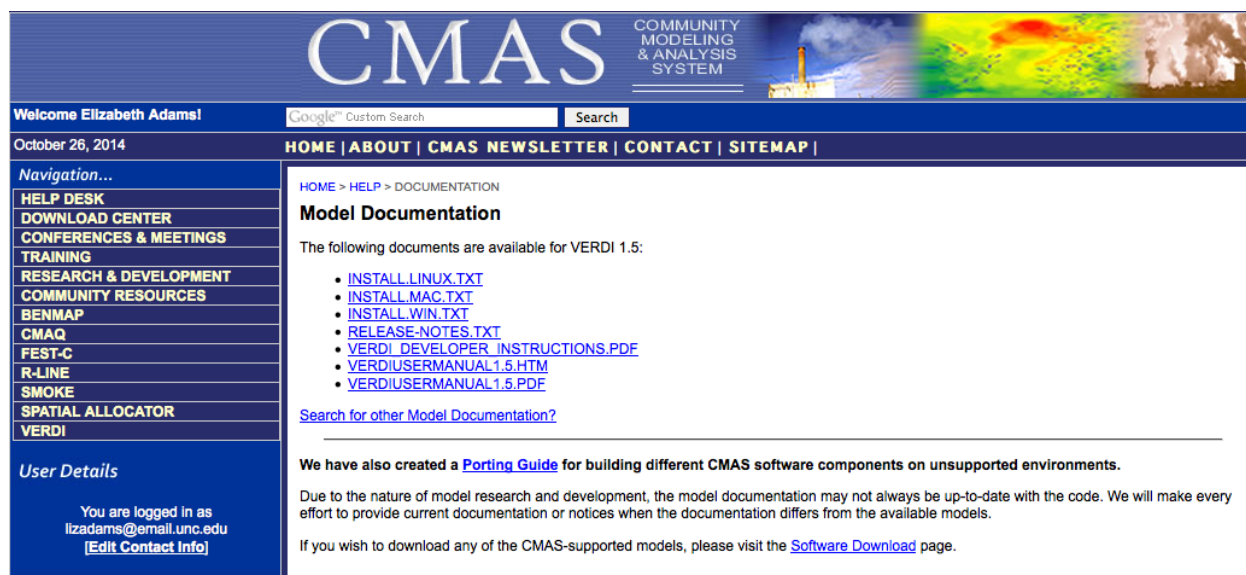 CMAS
COMMUNITY
MODELING
& ANALYSIS
SYSTEM
Welcome Elizabeth Adams!
Google™ Custom Search
Search
October 26, 2014
HOME | ABOUT | CMAS NEWSLETTER | CONTACT | SITEMAP |
Navigation...
HELP DESK
DOWNLOAD CENTER
CONFERENCES & MEETINGS
TRAINING
RESEARCH & DEVELOPMENT
COMMUNITY RESOURCES
BENMAP
CMAQ
FEST-C
R-LINE
SMOKE
SPATIAL ALLOCATOR
VERDI
User Details
You are logged in as
lizadams@email.unc.edu
[Edit Contact Info]
HOME > HELP > DOCUMENTATION
Model Documentation
The following documents are available for VERDI 1.5:
• INSTALL.LINUX.TXT
• INSTALL.MAC.TXT
• INSTALL.WIN.TXT
• RELEASE-NOTES.TXT
• VERDI_DEVELOPER_INSTRUCTIONS.PDF
• VERDIUSERMANUAL1.5.HTM
• VERDIUSERMANUAL1.5.PDF
Search for other Model Documentation?
We have also created a Porting Guide for building different CMAS software components on unsupported environments.
Due to the nature of model research and development, the model documentation may not always be up-to-date with the code. We will make every
effort to provide current documentation or notices when the documentation differs from the available models.
If you wish to download any of the CMAS-supported models, please visit the Software Download page.